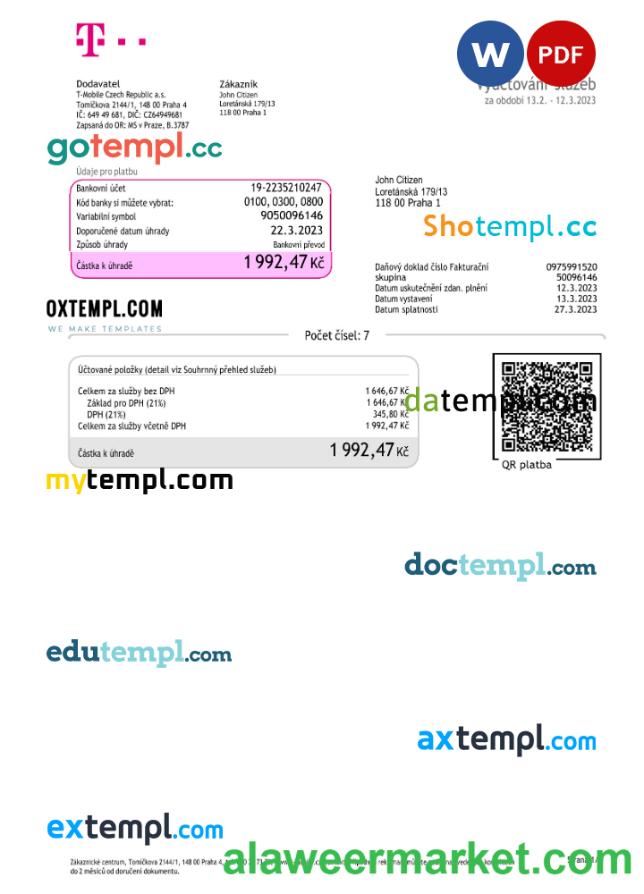 T
W
PDF
Vyúčtování služeb
za období 13.2. - 12.3.2023
Dodavatel
T-Mobile Czech Republic a.s.
Tomíčkova 2144/1, 148 00 Praha 4
IČ: 649 49 681, DIČ: CZ64949681
Zapsaná do OR: MS v Praze, B.3787
Zákazník
John Citizen
Loretánská 179/13
118 00 Praha 1
gotempl.cc
Údaje pro platbu
Bankovní účet 19-2235210247
Kód banky si můžete vybrat: 0100, 0300, 0800
Variabilní symbol 9050096146
Doporučené datum úhrady 22.3.2023
Způsob úhrady Bankovní převod
Částka k úhradě 1 992,47 Kč
John Citizen
Loretánská 179/13
118 00 Praha 1
Shotempl.cc
Daňový doklad číslo Fakturační 0975991520
skupina 50096146
Datum uskutečnění zdan. plnění 12.3.2023
Datum vystavení 13.3.2023
Datum splatnosti 27.3.2023
OXTEMPL.COM
WE MAKE TEMPLATES
Počet čísel: 7
Účtované položky (detail viz Souhrnný přehled služeb)
Celkem za služby bez DPH 1 646,67 Kč
Základ pro DPH (21%) 1 646,67 Kč
DPH (21%) 345,80 Kč
Celkem za služby včetně DPH 1 992,47 Kč
Částka k úhradě 1 992,47 Kč
datempl.com
QR platba
mytempl.com
doctempl.com
edutempl.com
axtempl.com
extempl.com
alaweermarket.com
Zákaznické centrum, Tomíčkova 2144/1, 148 00 Praha 4,
do 2 měsíců od doručení dokumentu.